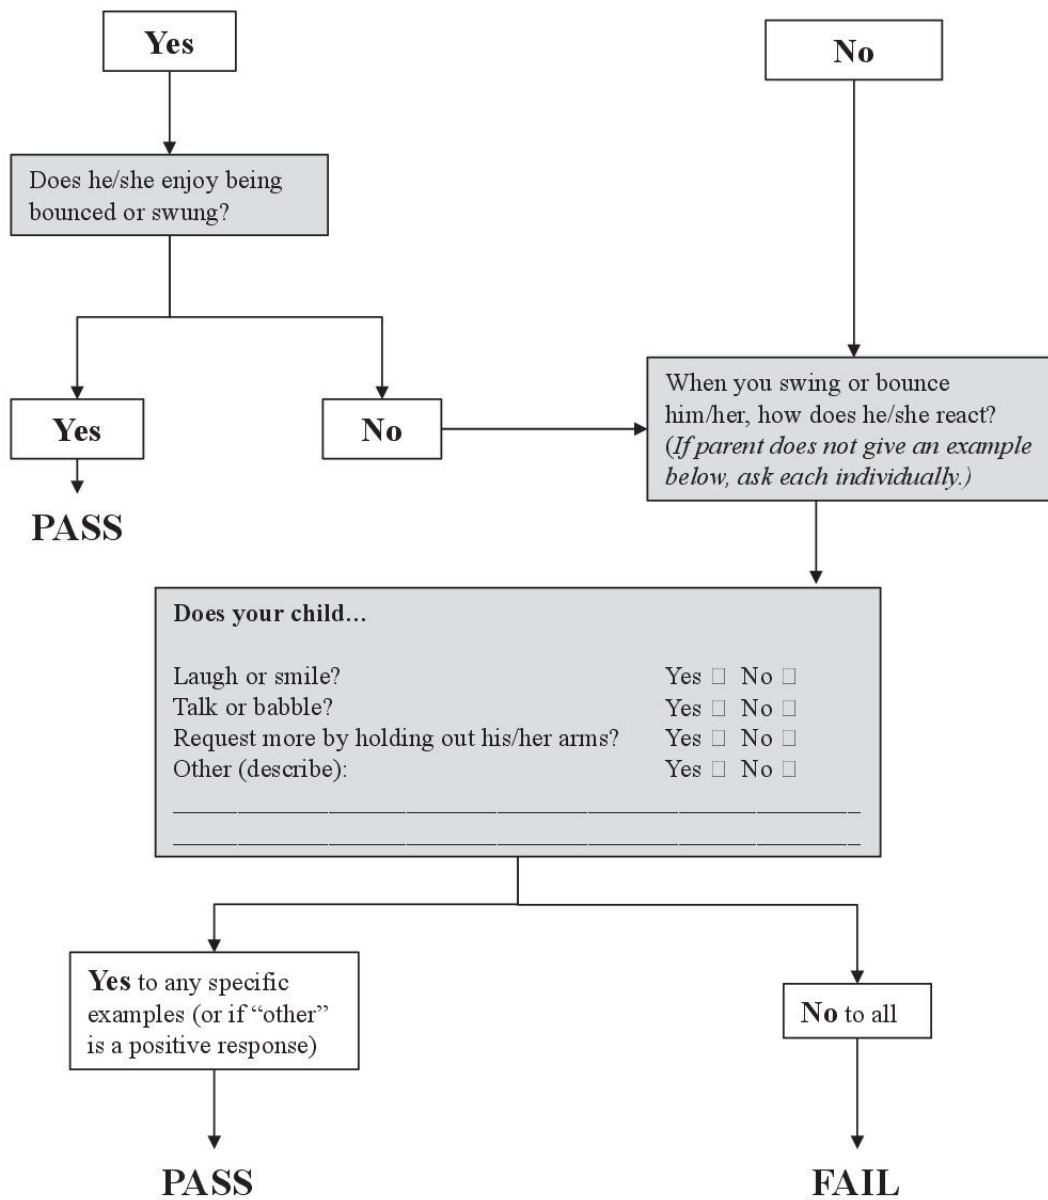 Yes
No
Does he/she enjoy being
bounced or swung?
Yes
No
When you swing or bounce
him/her, how does he/she react?
(If parent does not give an example
below, ask each individually.)
PASS
Does your child…
Laugh or smile? Yes □ No □
Talk or babble? Yes □ No □
Request more by holding out his/her arms? Yes □ No □
Other (describe): Yes □ No □
Yes to any specific
examples (or if “other”
is a positive response)
No to all
PASS
FAIL